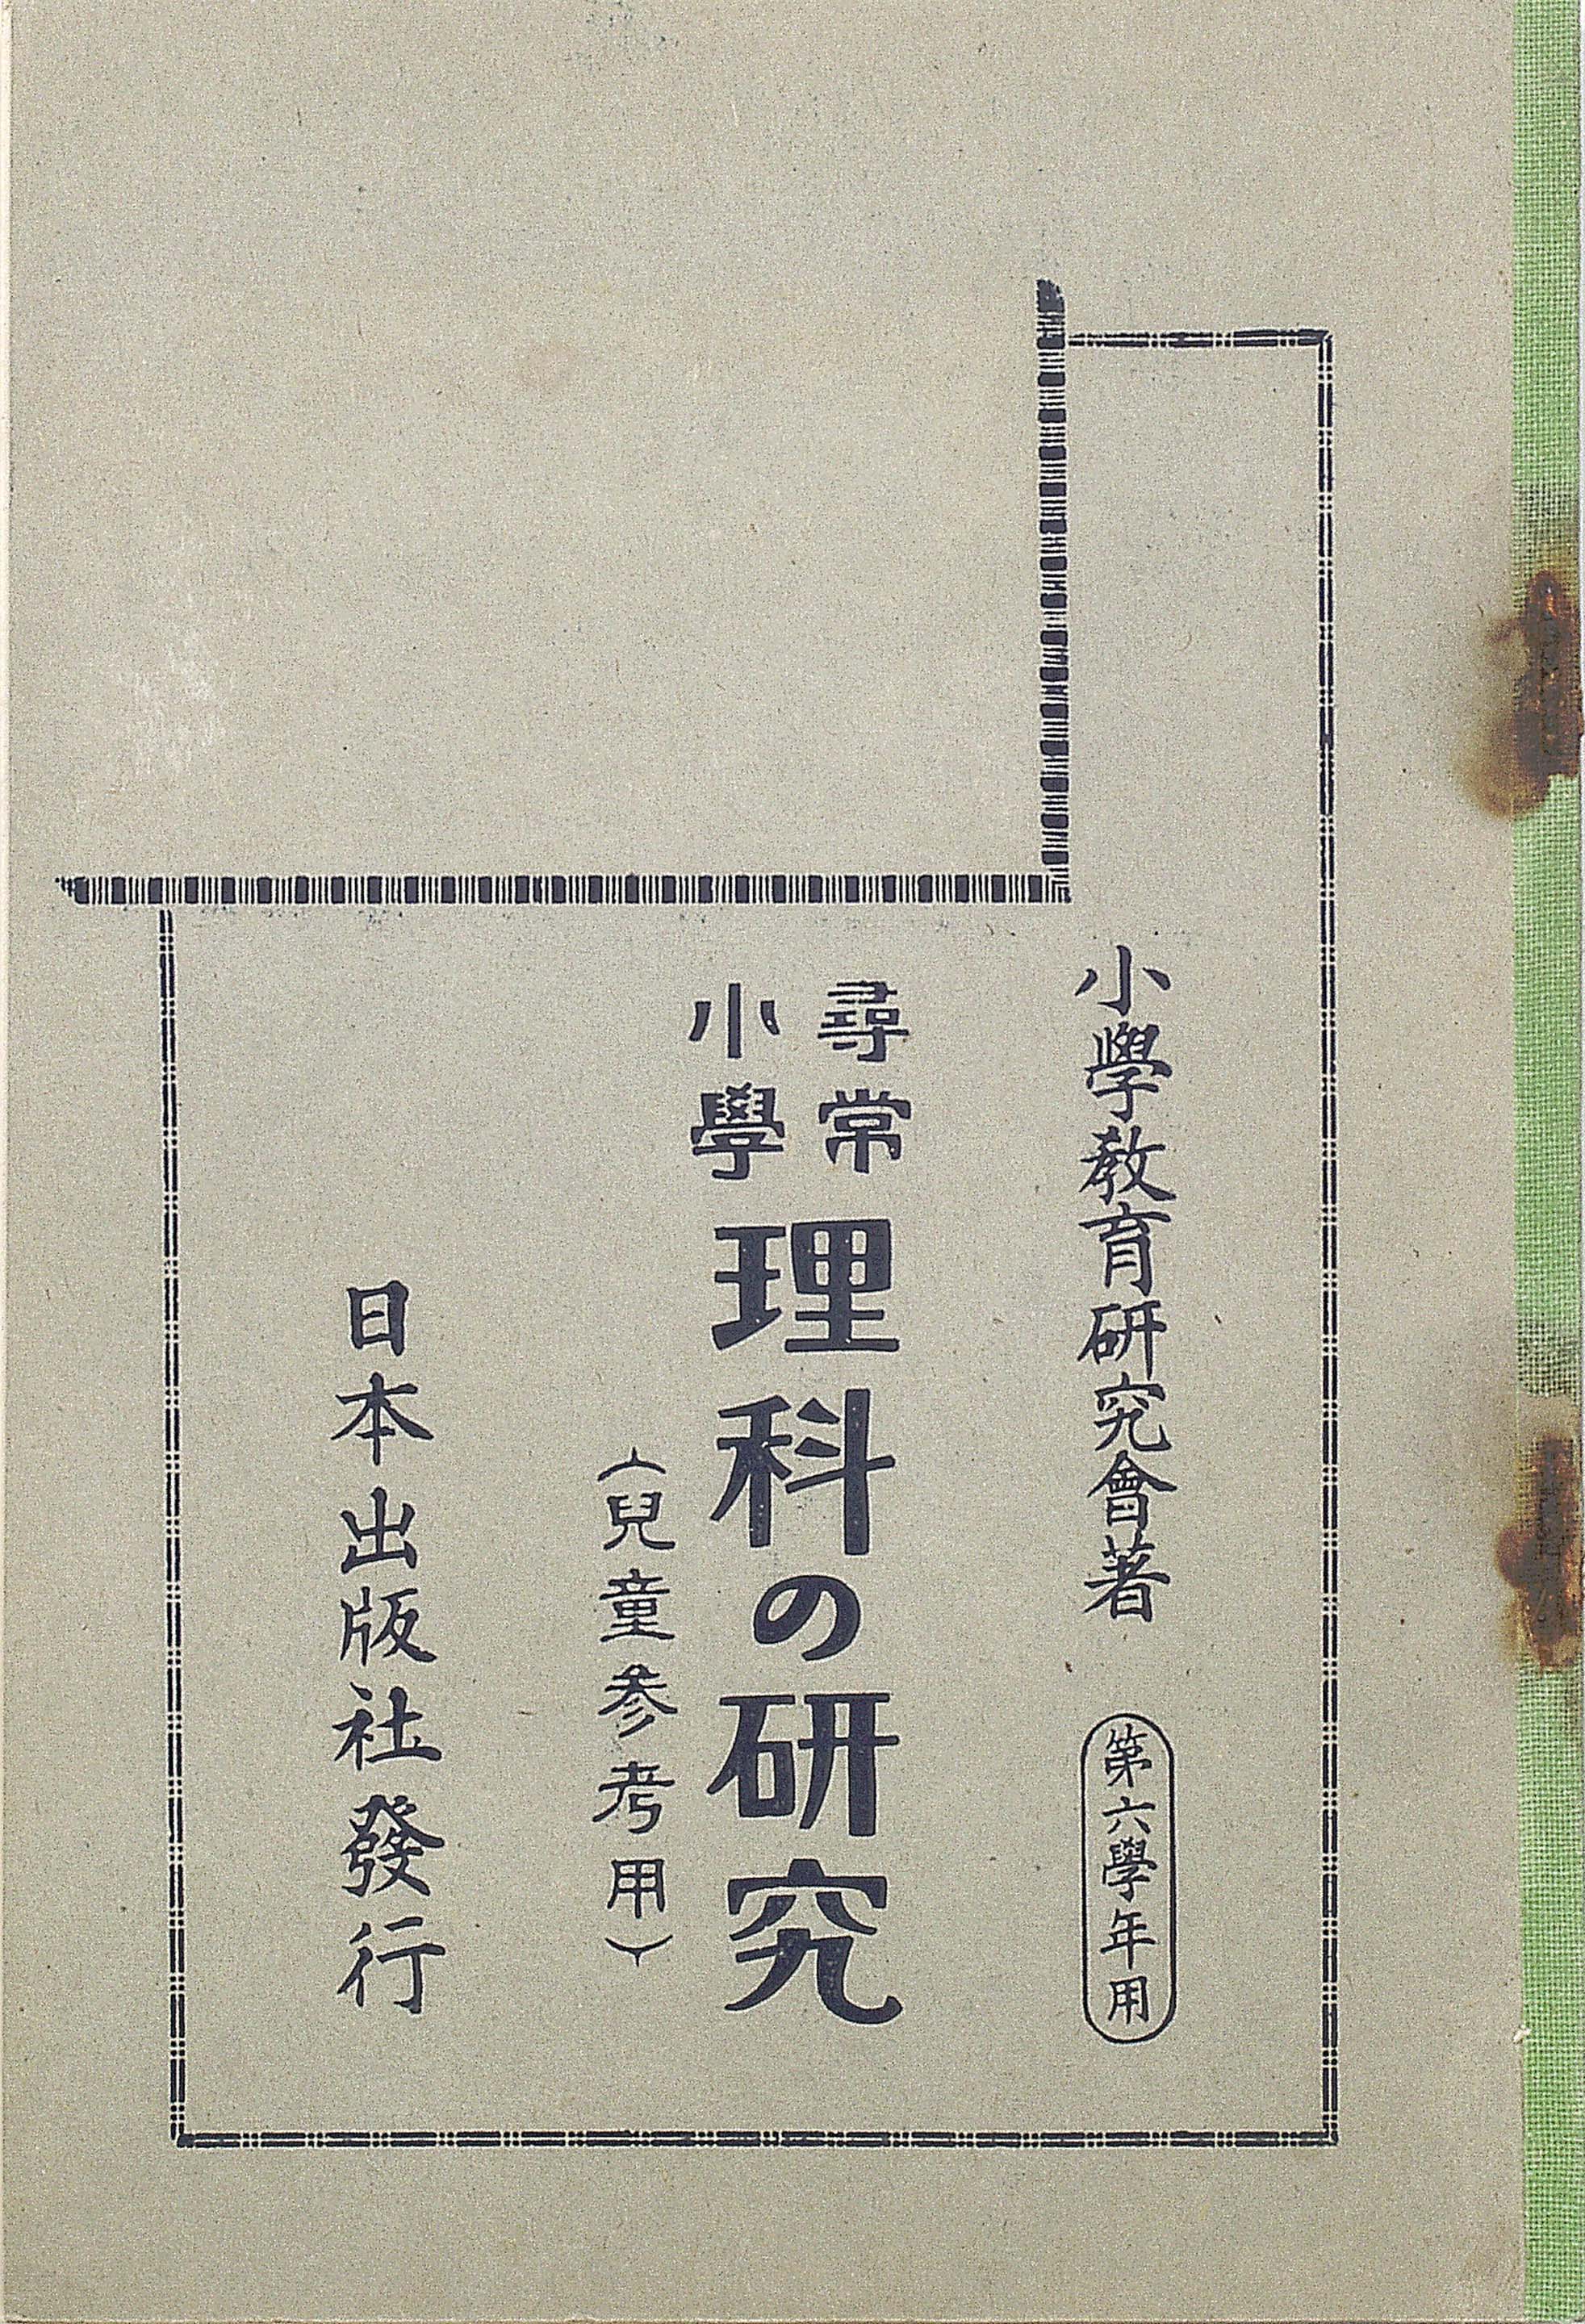 小學教育硏究會著
第六學年用
尋常
小學
理科の研究
(兒童参考用)
日本出版社發行